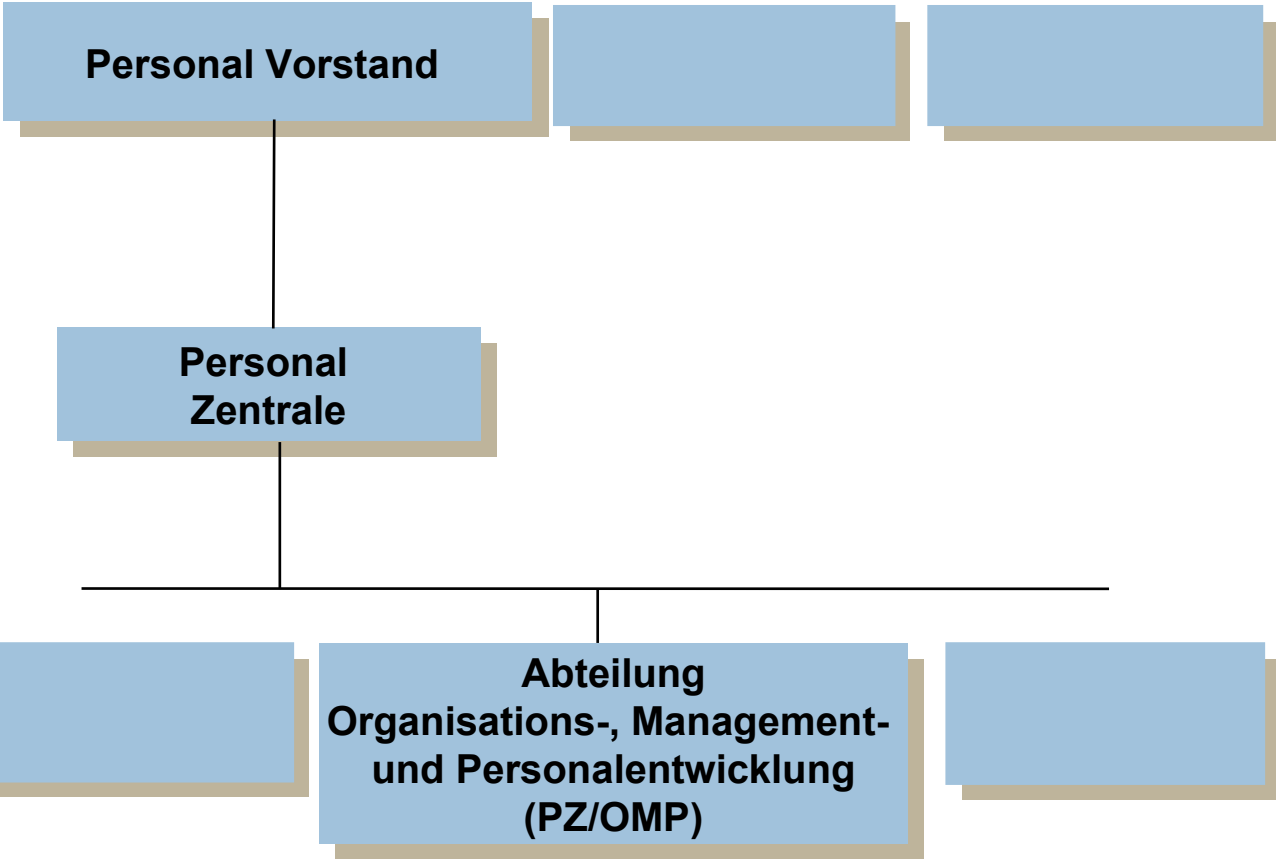 Personal Vorstand
Personal
Zentrale
Abteilung
Organisations-, Management-
und Personalentwicklung
(PZ/OMP)